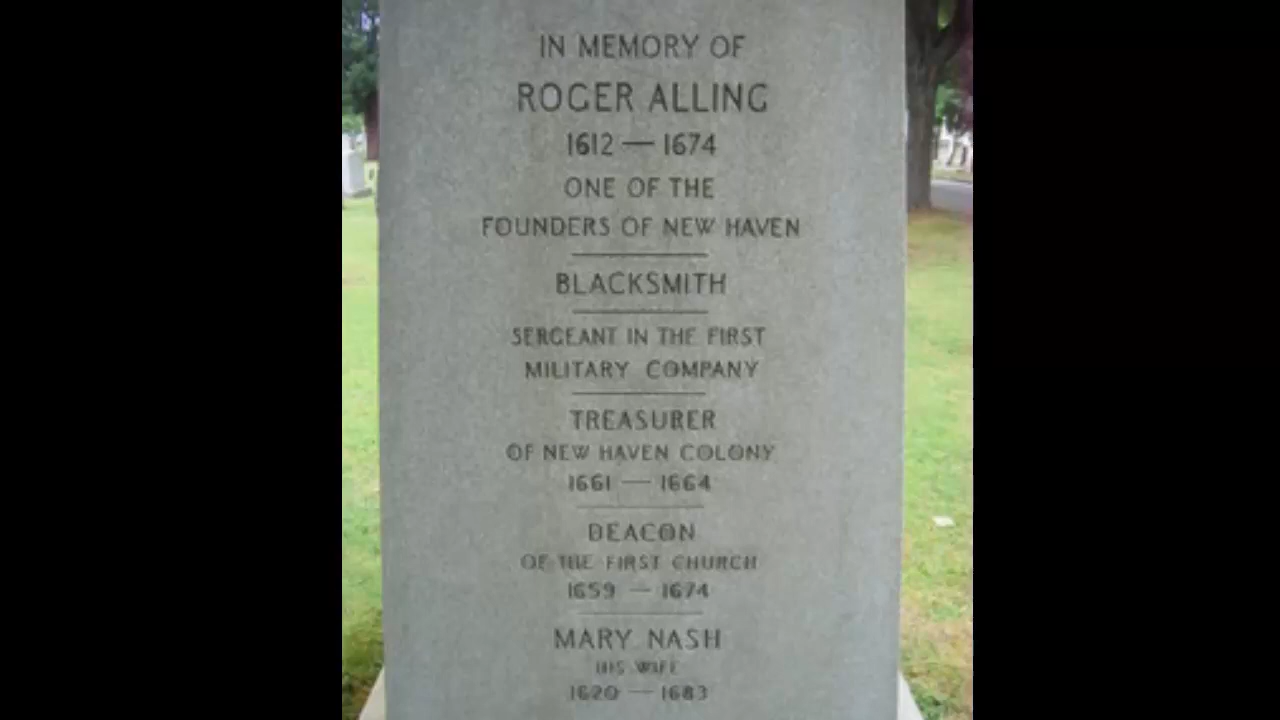 IN MEMORY OF
ROGER ALLING
1612 — 1674
ONE OF THE
FOUNDERS OF NEW HAVEN
BLACKSMITH
SERGEANT IN THE FIRST
MILITARY COMPANY
TREASURER
OF NEW HAVEN COLONY
1661 — 1664
DEACON
OF THE FIRST CHURCH
1659 — 1674
MARY NASH
HIS WIFE
1620 — 1683